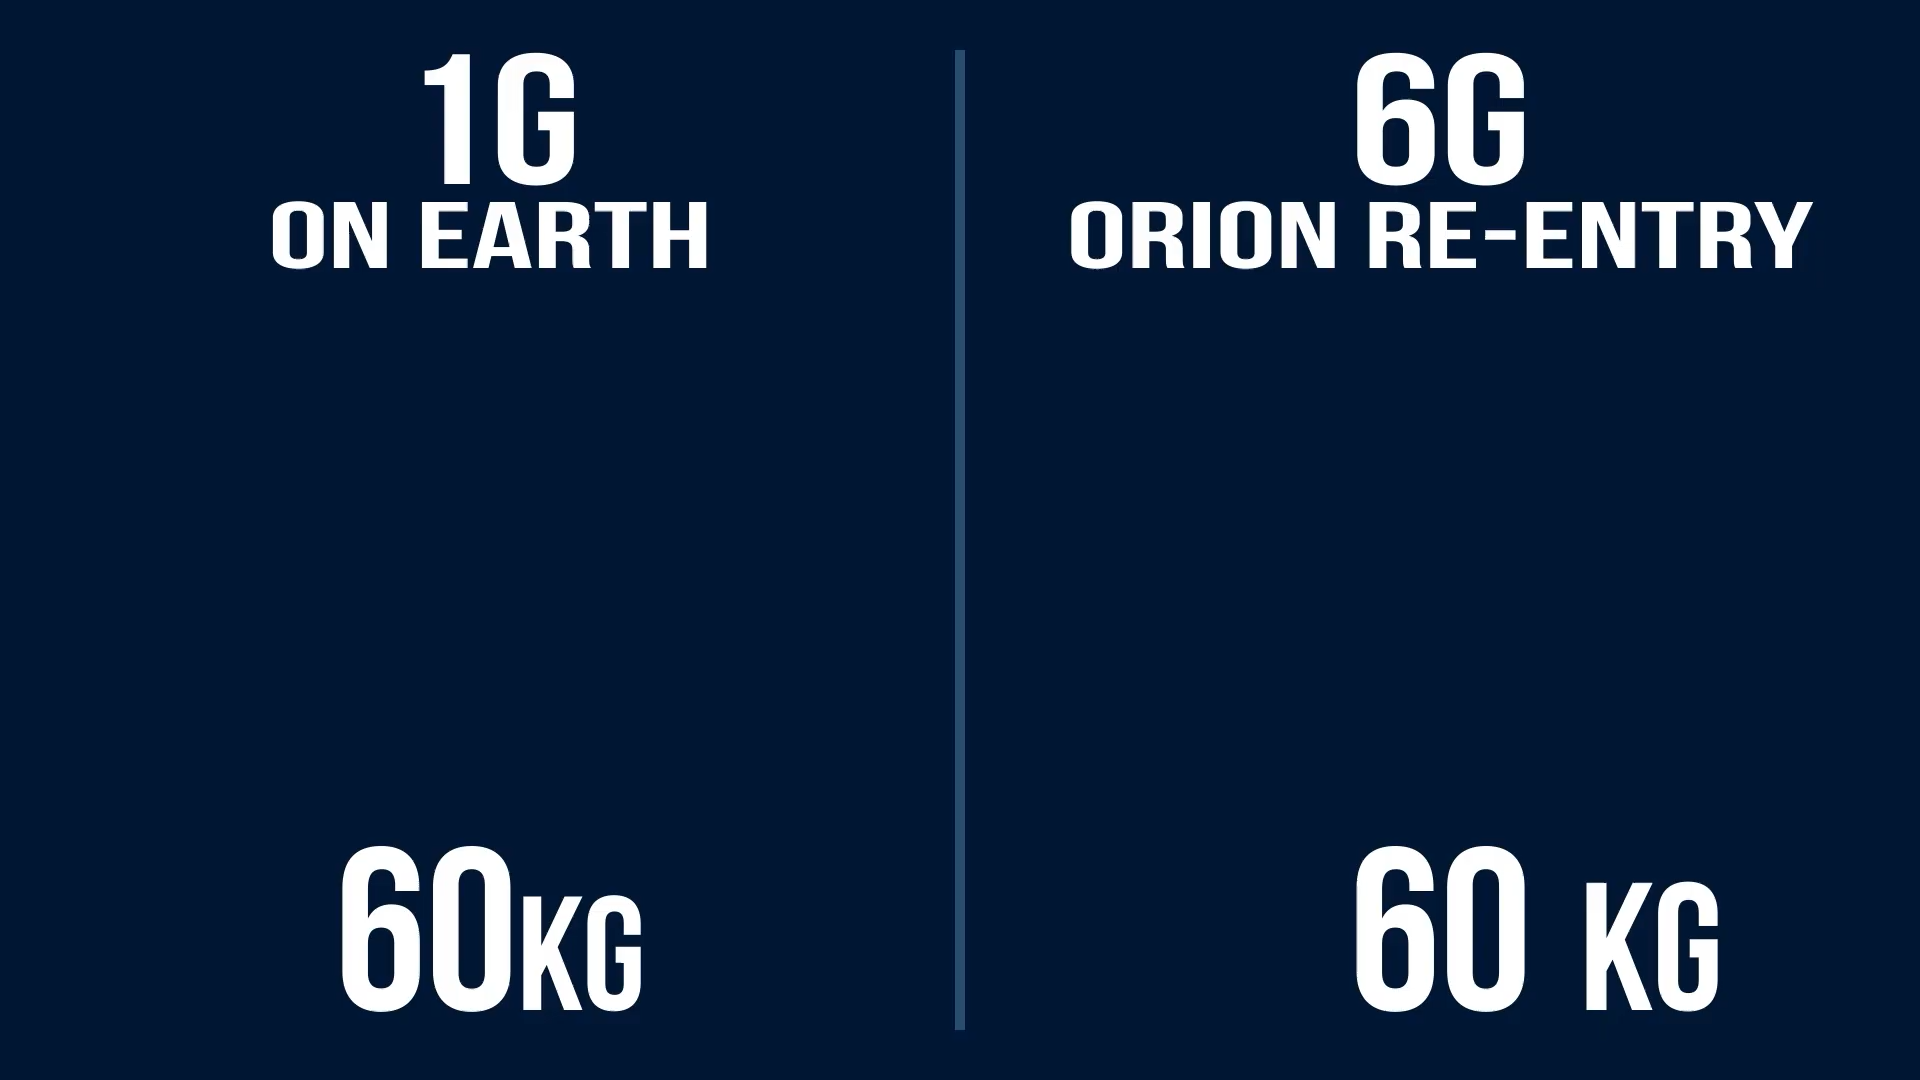 1G
ON EARTH
60KG
6G
ORION RE-ENTRY
60 KG